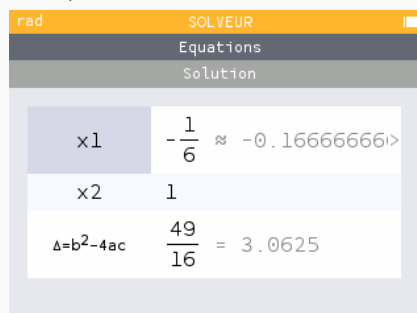 rad SOLVEUR
Equations
Solution
x1 -1/6 ≈ -0.16666666>
x2 1
Δ=b²-4ac 49/16 = 3.0625